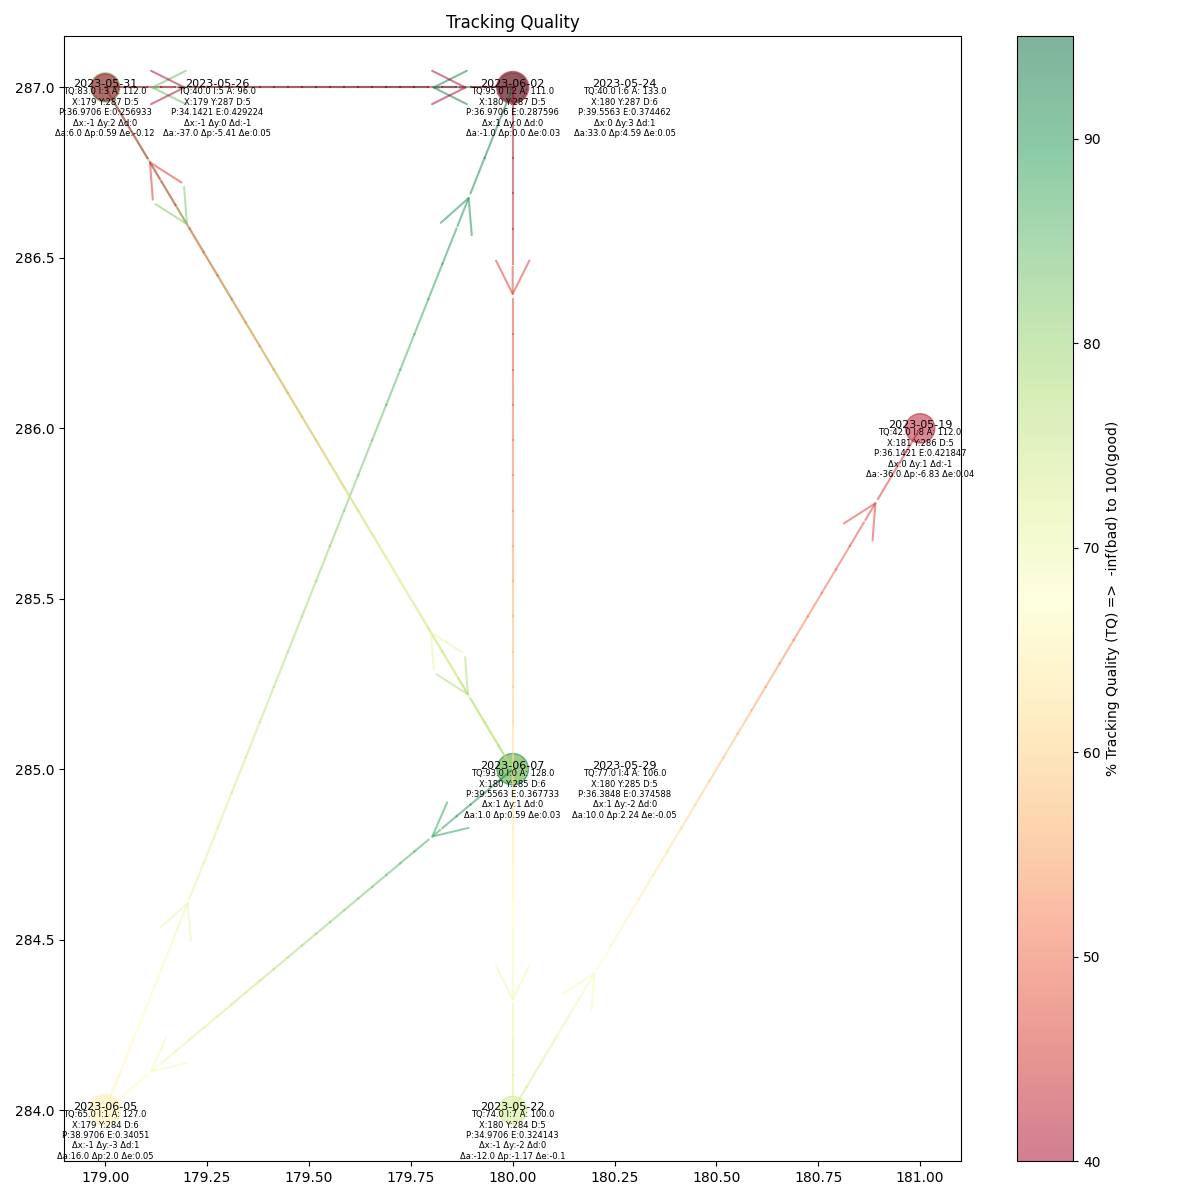 Tracking Quality
287.0
286.5
286.0
285.5
285.0
284.5
284.0
179.00
179.25
179.50
179.75
180.00
180.25
180.50
180.75
181.00
2023-05-31
TQ:83.0 I:3 A: 112.0
X:179 Y:287 D:5
P:36.9706 E:0.256933
Δx:-1 Δy:2 Δd:0
Δa:6.0 Δp:0.59 Δe:-0.12
2023-05-26
TQ:40.0 I:5 A: 96.0
X:179 Y:287 D:5
P:34.1421 E:0.429224
Δx:-1 Δy:0 Δd:-1
Δa:-37.0 Δp:-5.41 Δe:0.05
2023-06-02
TQ:95.0 I:2 A: 111.0
X:180 Y:287 D:5
P:36.9706 E:0.287596
Δx:1 Δy:0 Δd:0
Δa:-1.0 Δp:0.0 Δe:0.03
2023-05-24
TQ:40.0 I:6 A: 133.0
X:180 Y:287 D:6
P:39.5563 E:0.374462
Δx:0 Δy:3 Δd:1
Δa:33.0 Δp:4.59 Δe:0.05
2023-05-19
TQ:42.0 I:8 A: 112.0
X:181 Y:286 D:5
P:36.1421 E:0.421847
Δx:0 Δy:1 Δd:-1
Δa:-36.0 Δp:-6.83 Δe:0.04
2023-06-07
TQ:93.0 I:0 A: 128.0
X:180 Y:285 D:6
P:39.5563 E:0.367733
Δx:1 Δy:1 Δd:0
Δa:1.0 Δp:0.59 Δe:0.03
2023-05-29
TQ:77.0 I:4 A: 106.0
X:180 Y:285 D:5
P:36.3848 E:0.374588
Δx:1 Δy:-2 Δd:0
Δa:10.0 Δp:2.24 Δe:-0.05
2023-06-05
TQ:65.0 I:1 A: 127.0
X:179 Y:284 D:6
P:38.9706 E:0.34051
Δx:-1 Δy:-3 Δd:1
Δa:16.0 Δp:2.0 Δe:0.05
2023-05-22
TQ:74.0 I:7 A: 100.0
X:180 Y:284 D:5
P:34.9706 E:0.324143
Δx:-1 Δy:-2 Δd:0
Δa:-12.0 Δp:-1.17 Δe:-0.1
90
80
70
60
50
40
% Tracking Quality (TQ) => -inf(bad) to 100(good)